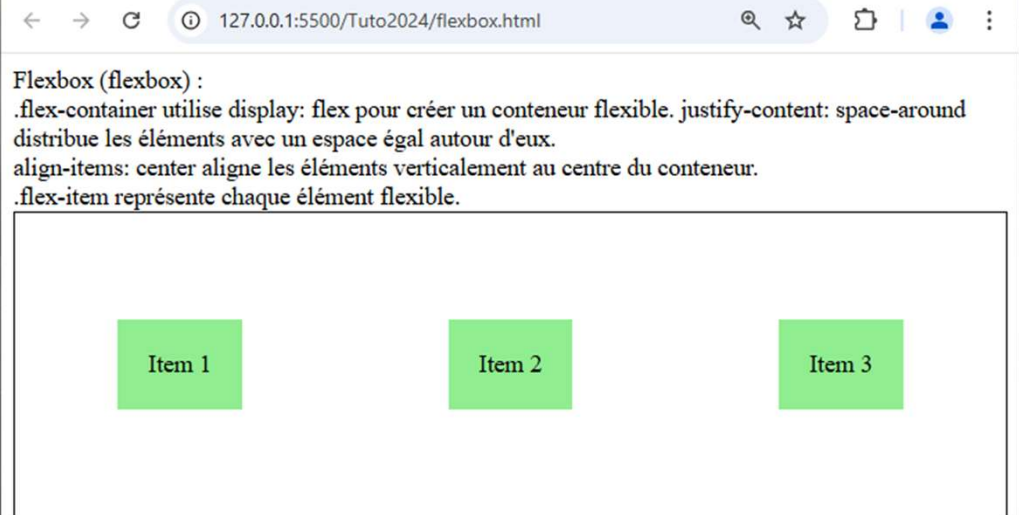 127.0.0.1:5500/Tuto2024/flexbox.html
Flexbox (flexbox) :
.flex-container utilise display: flex pour créer un conteneur flexible. justify-content: space-around
distribue les éléments avec un espace égal autour d'eux.
align-items: center aligne les éléments verticalement au centre du conteneur.
.flex-item représente chaque élément flexible.
Item 1 Item 2 Item 3